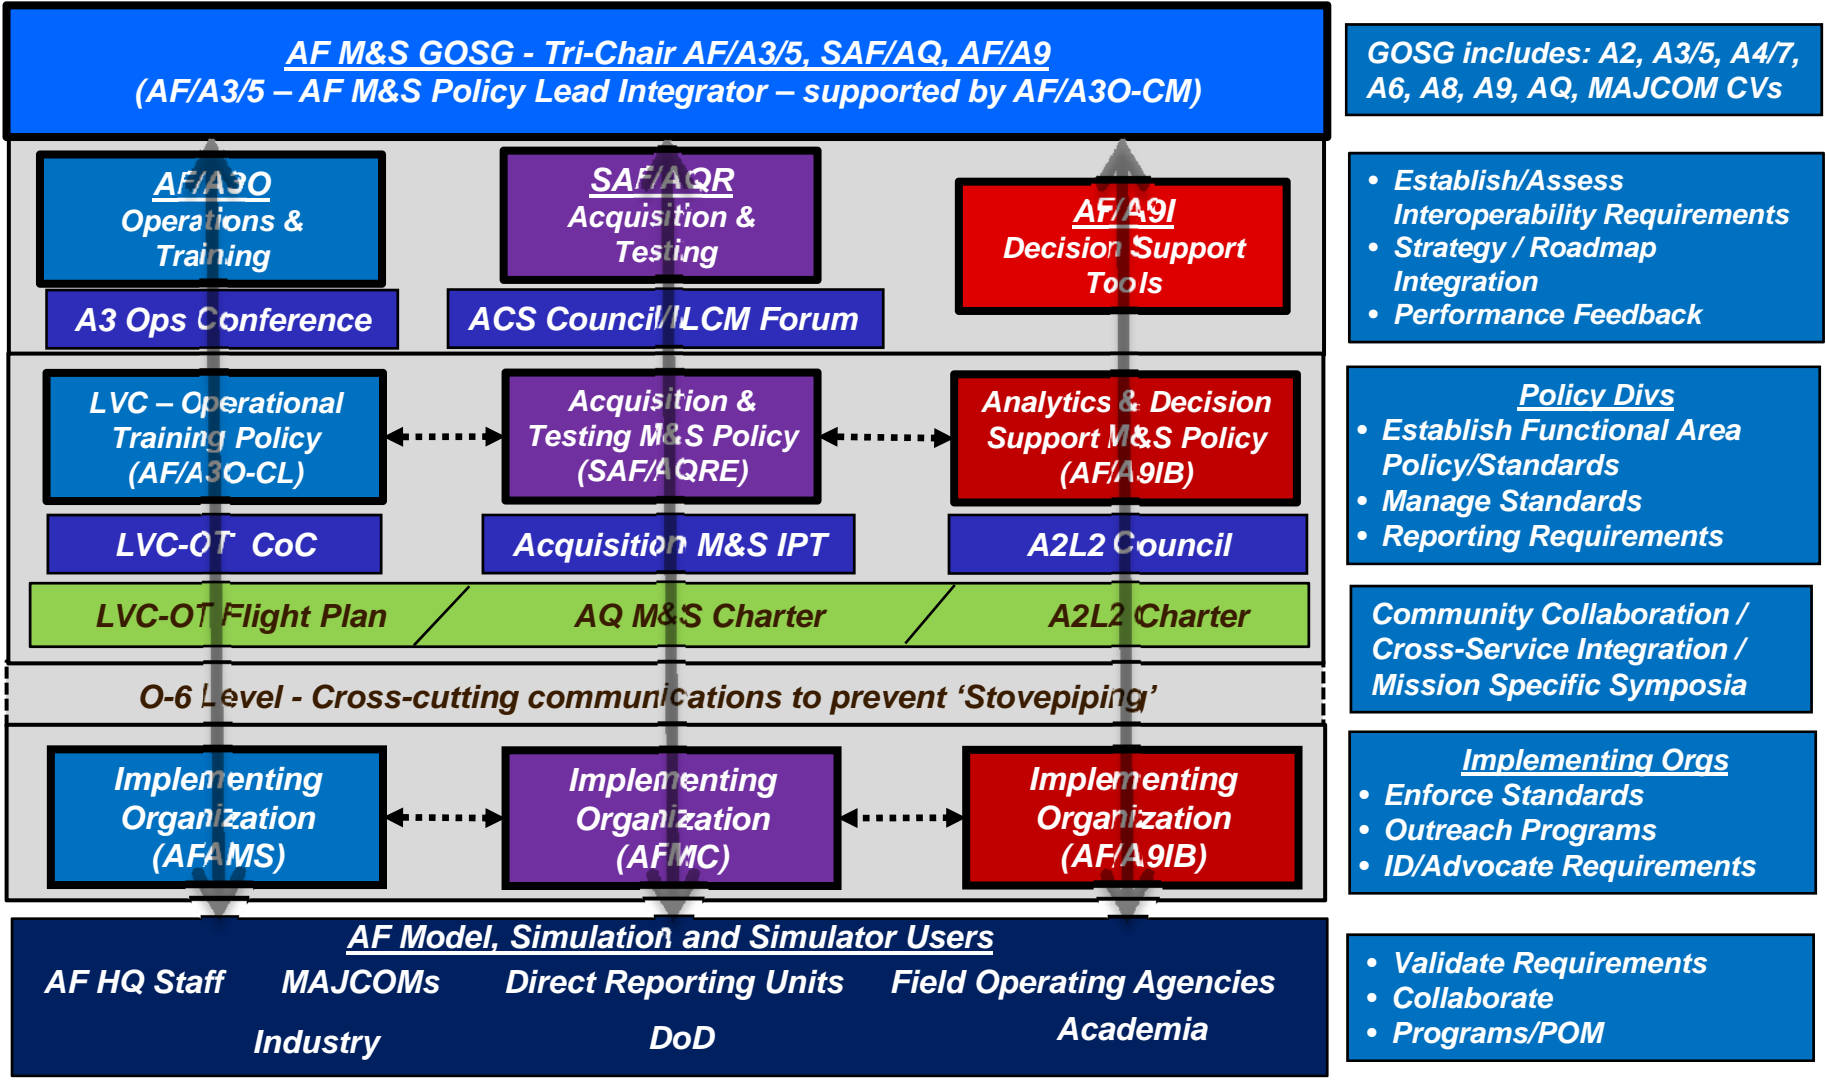 AF M&S GOSG - Tri-Chair AF/A3/5, SAF/AQ, AF/A9
(AF/A3/5 – AF M&S Policy Lead Integrator – supported by AF/A3O-CM)
GOSG includes: A2, A3/5, A4/7,
A6, A8, A9, AQ, MAJCOM CVs
AF/A3O
Operations &
Training
SAF/AQR
Acquisition &
Testing
AF/A9I
Decision Support
Tools
A3 Ops Conference
ACS Council/ILCM Forum
• Establish/Assess
Interoperability Requirements
• Strategy / Roadmap
Integration
• Performance Feedback
LVC – Operational
Training Policy
(AF/A3O-CL)
Acquisition &
Testing M&S Policy
(SAF/AQRE)
Analytics & Decision
Support M&S Policy
(AF/A9IB)
LVC-OT CoC
Acquisition M&S IPT
A2L2 Council
Policy Divs
• Establish Functional Area
Policy/Standards
• Manage Standards
• Reporting Requirements
LVC-OT Flight Plan
AQ M&S Charter
A2L2 Charter
Community Collaboration /
Cross-Service Integration /
Mission Specific Symposia
O-6 Level - Cross-cutting communications to prevent ‘Stovepiping’
Implementing
Organization
(AFAMS)
Implementing
Organization
(AFMC)
Implementing
Organization
(AF/A9IB)
Implementing Orgs
• Enforce Standards
• Outreach Programs
• ID/Advocate Requirements
AF Model, Simulation and Simulator Users
AF HQ Staff MAJCOMs Direct Reporting Units Field Operating Agencies
Industry DoD Academia
• Validate Requirements
• Collaborate
• Programs/POM